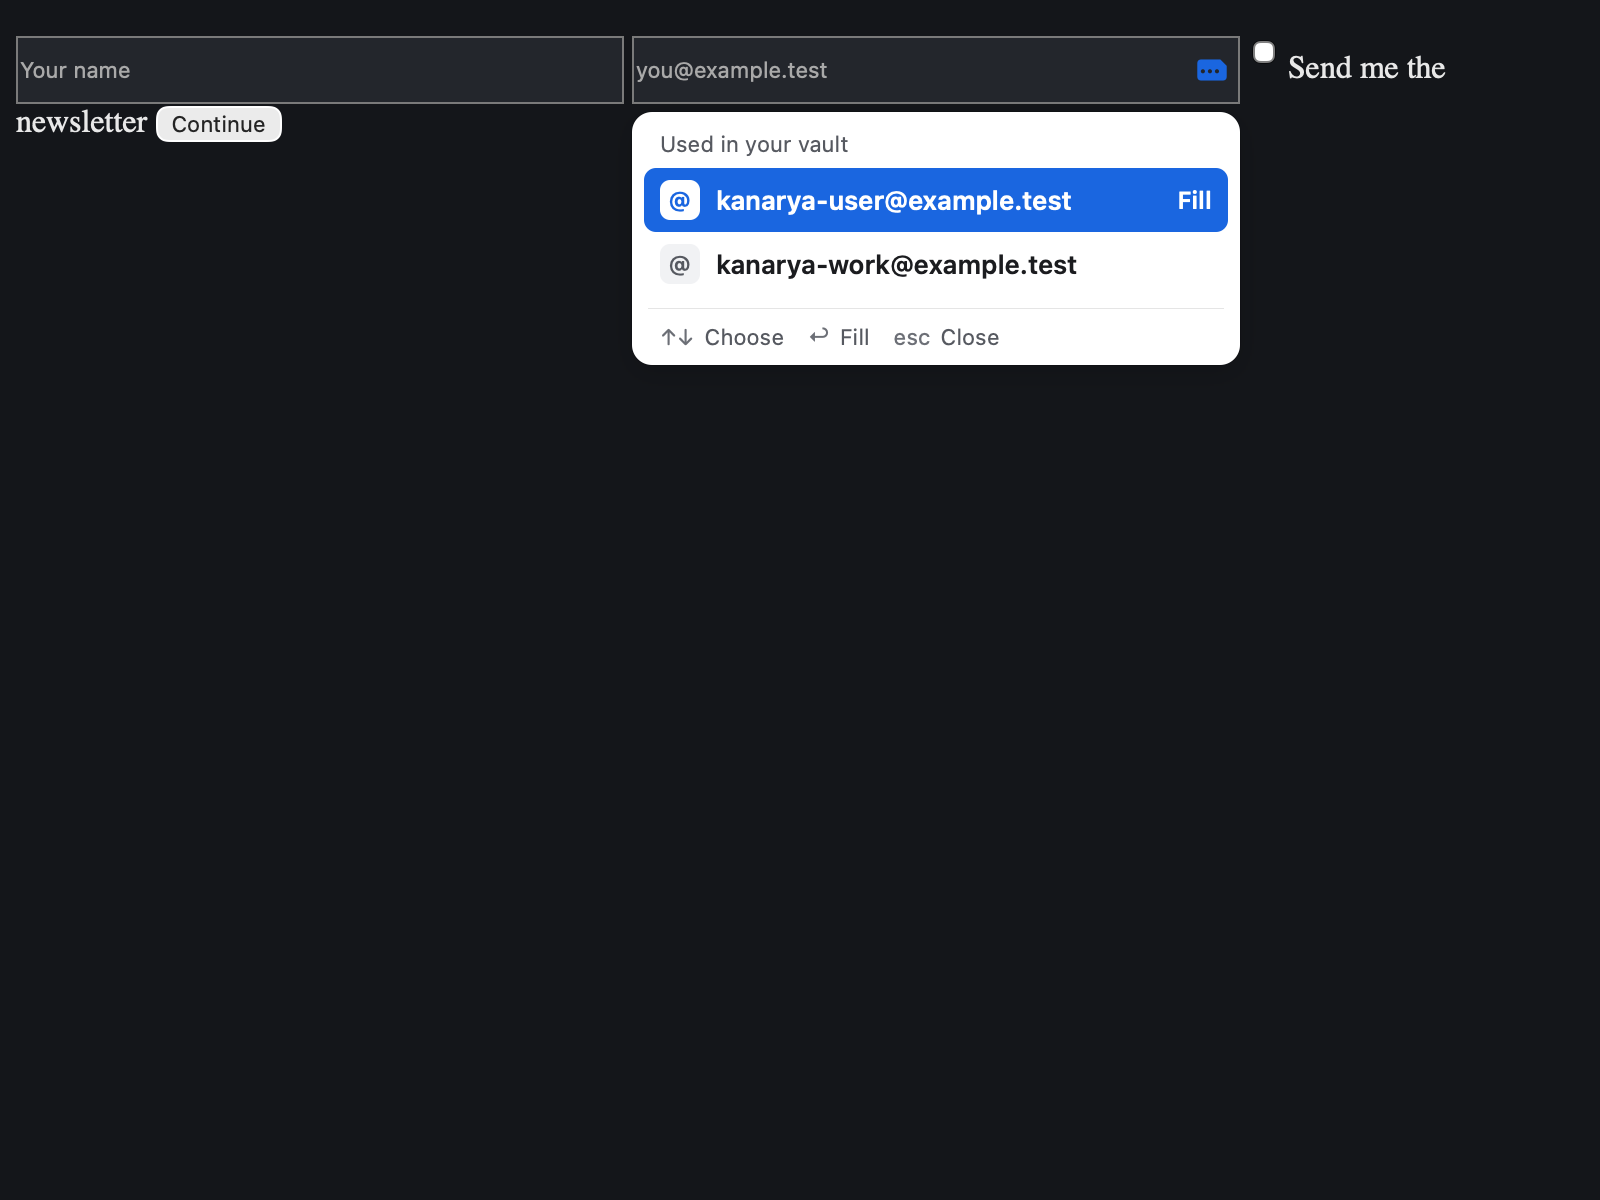 Your name
you@example.test
Send me the
newsletter
Continue
Used in your vault
@ kanarya-user@example.test Fill
@ kanarya-work@example.test
↑↓ Choose ↩ Fill esc Close